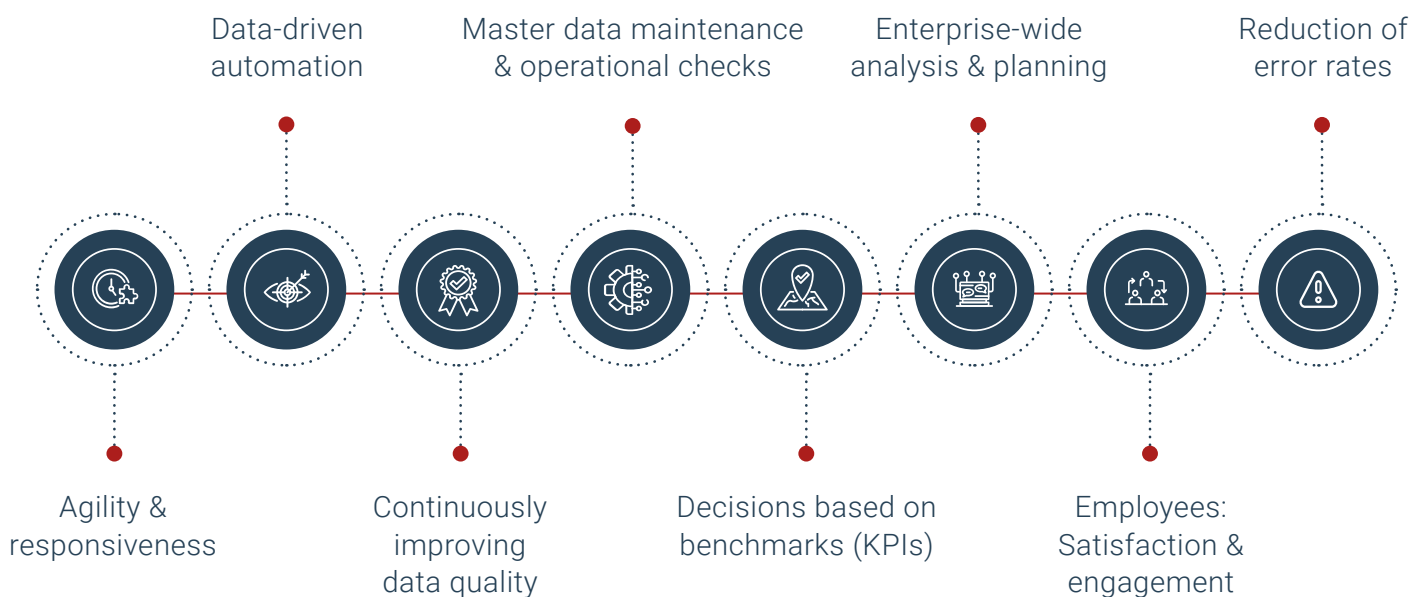 Data-driven
automation
Master data maintenance
& operational checks
Enterprise-wide
analysis & planning
Reduction of
error rates
Agility &
responsiveness
Continuously
improving
data quality
Decisions based on
benchmarks (KPIs)
Employees:
Satisfaction &
engagement